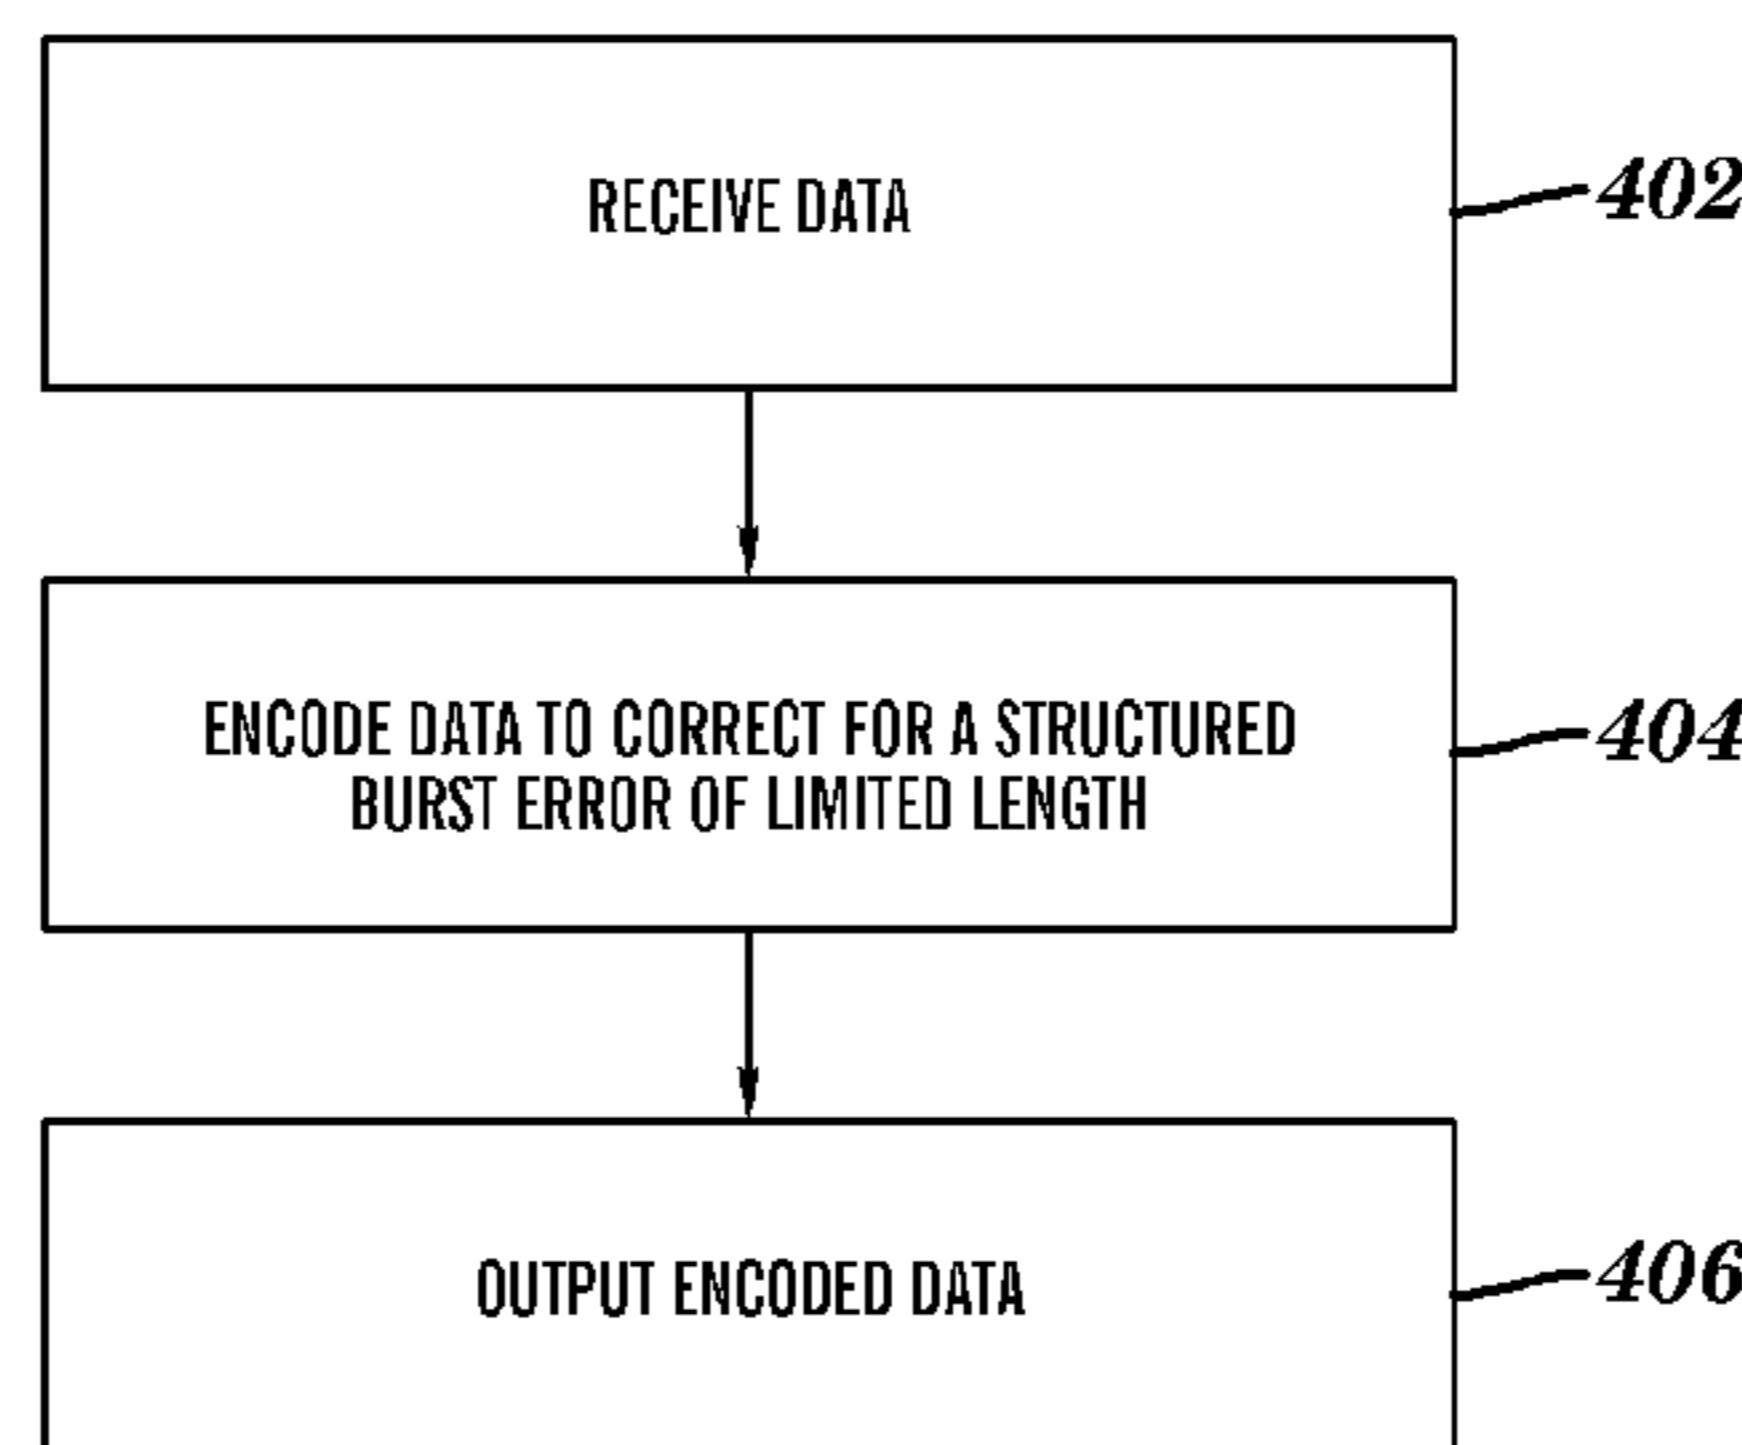 RECEIVE DATA
402
ENCODE DATA TO CORRECT FOR A STRUCTURED
BURST ERROR OF LIMITED LENGTH
404
OUTPUT ENCODED DATA
406